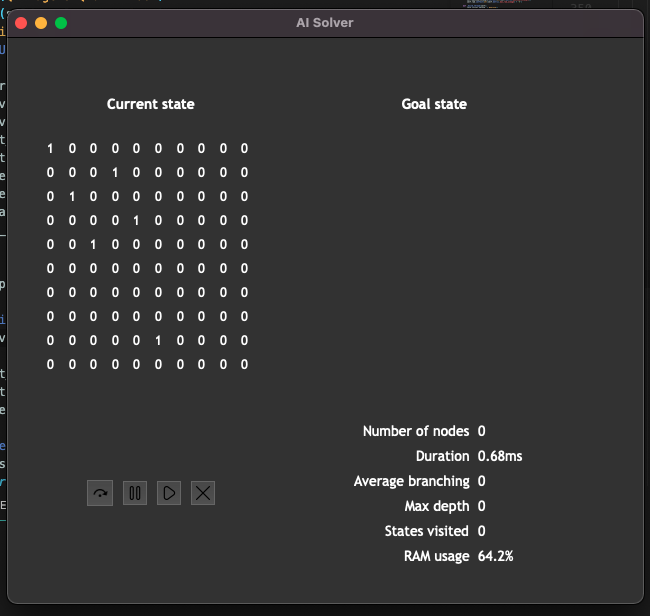 AI Solver
Current state
Goal state
1 0 0 0 0 0 0 0 0 0
0 0 0 1 0 0 0 0 0 0
0 1 0 0 0 0 0 0 0 0
0 0 0 0 1 0 0 0 0 0
0 0 1 0 0 0 0 0 0 0
0 0 0 0 0 0 0 0 0 0
0 0 0 0 0 0 0 0 0 0
0 0 0 0 0 0 0 0 0 0
0 0 0 0 0 1 0 0 0 0
0 0 0 0 0 0 0 0 0 0
Number of nodes 0
Duration 0.68ms
Average branching 0
Max depth 0
States visited 0
RAM usage 64.2%